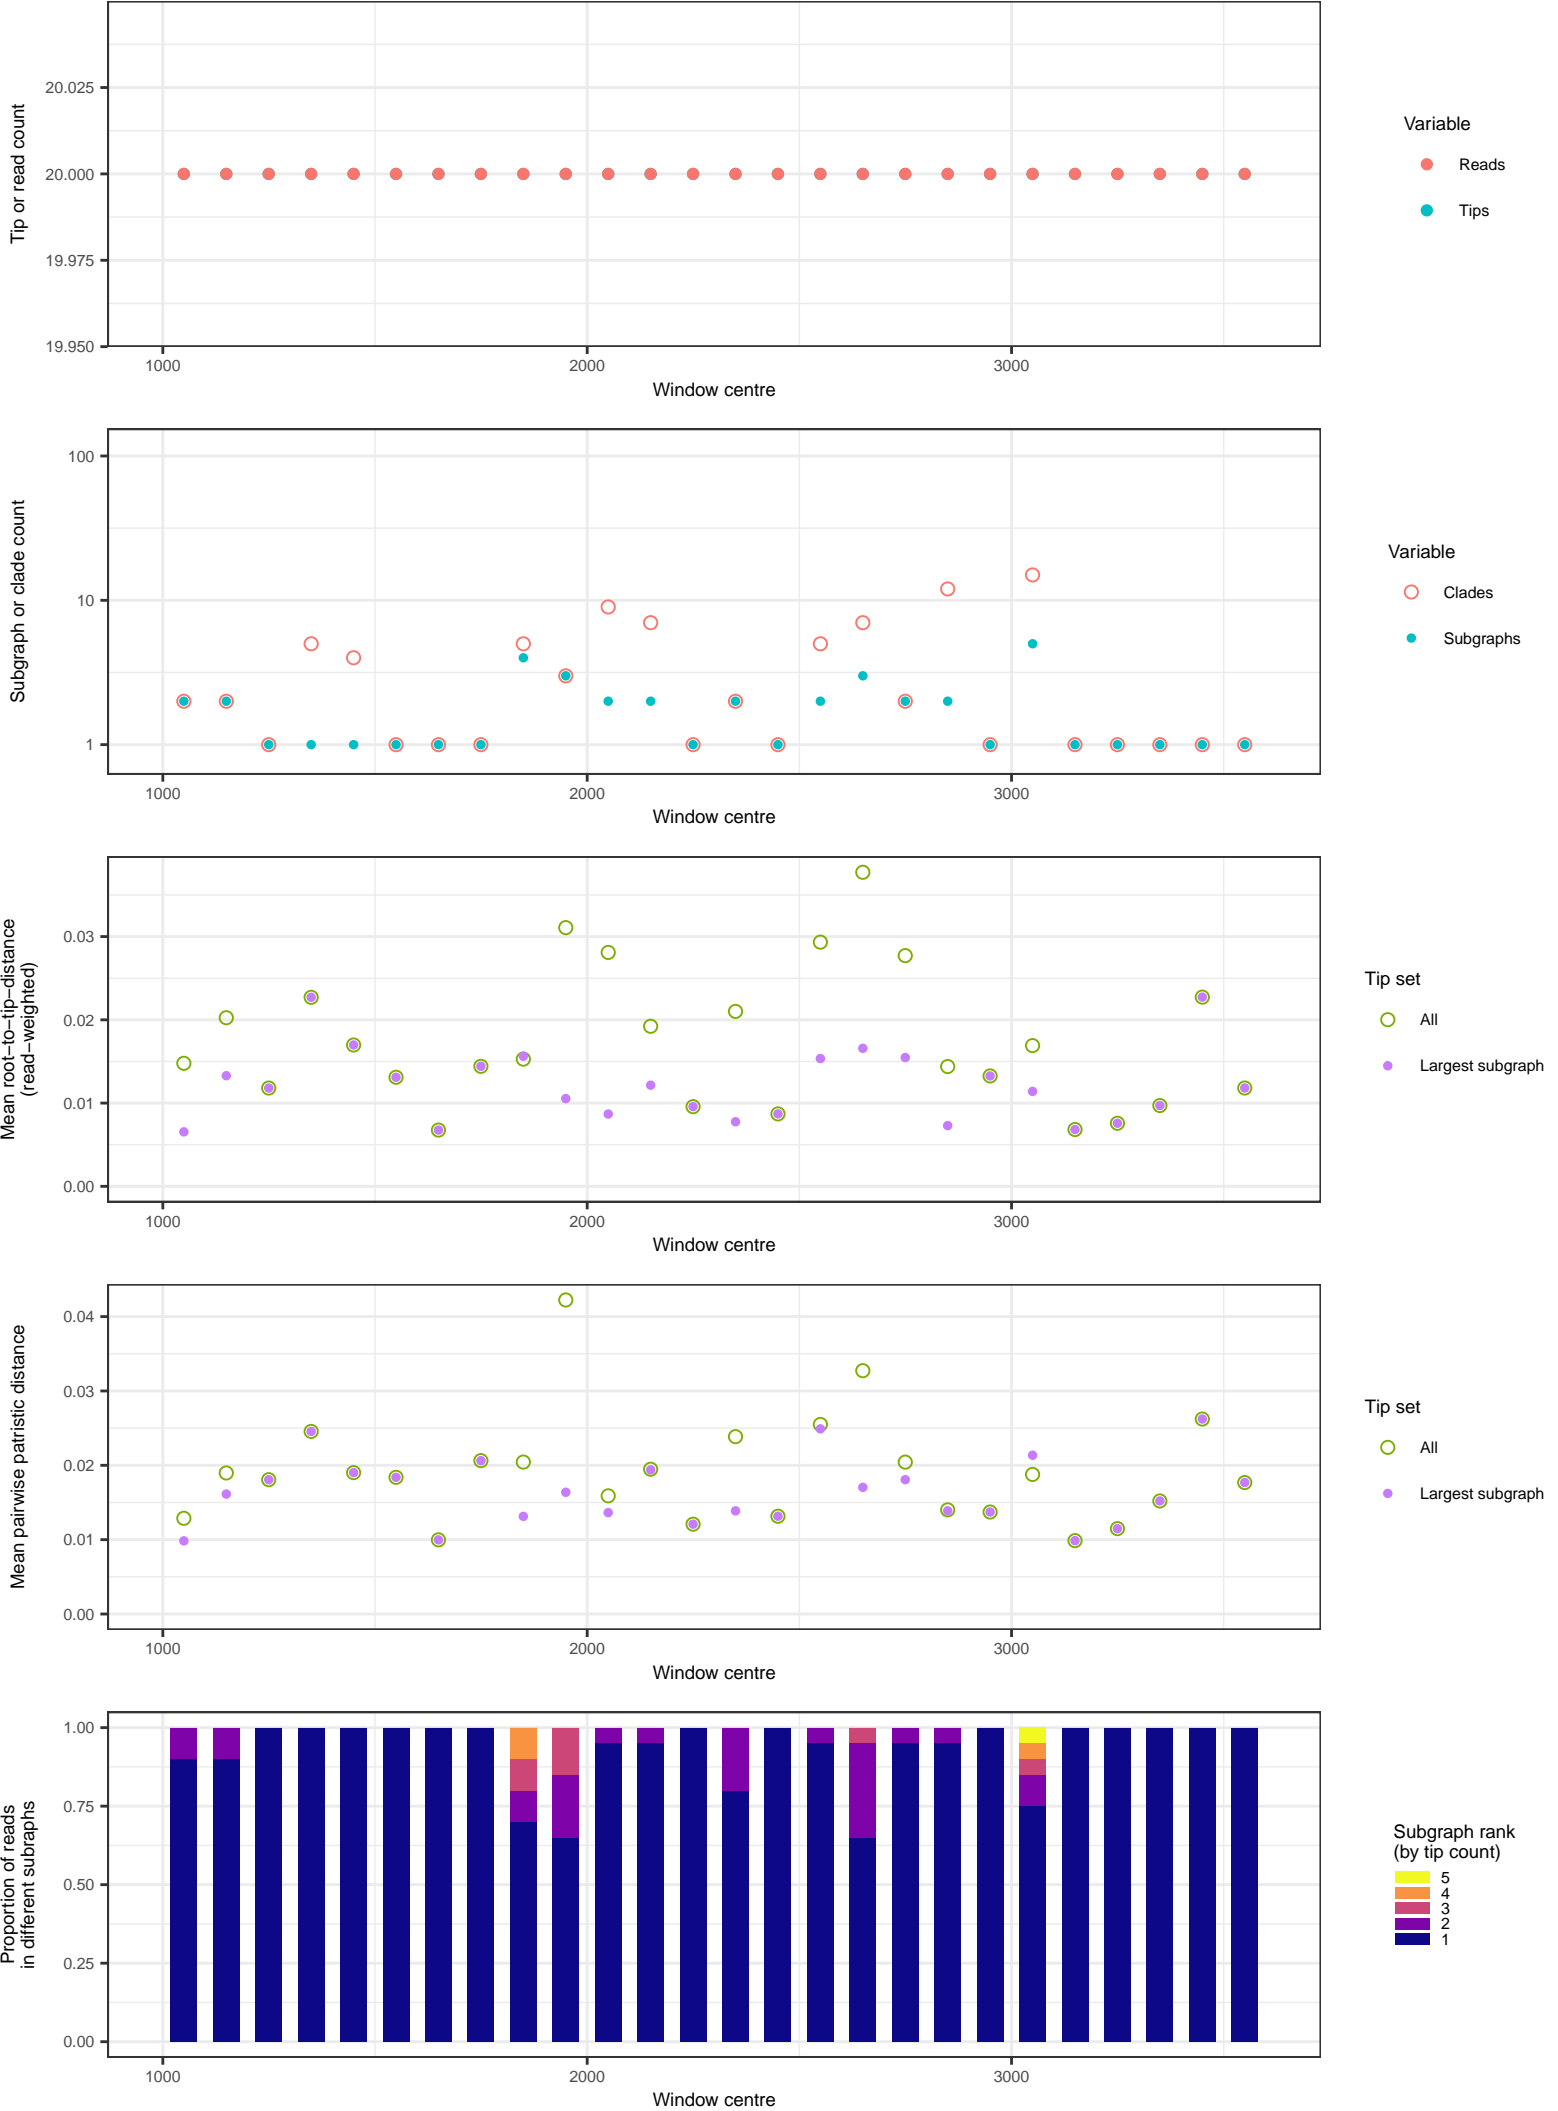 Tip or read count
20.025
20.000
19.975
19.950
1000
2000
3000
Window centre
Variable
Reads
Tips
Subgraph or clade count
100
10
1
1000
2000
3000
Window centre
Variable
Clades
Subgraphs
Mean root−to−tip−distance
(read−weighted)
0.03
0.02
0.01
0.00
1000
2000
3000
Window centre
Tip set
All
Largest subgraph
Mean pairwise patristic distance
0.04
0.03
0.02
0.01
0.00
1000
2000
3000
Window centre
Tip set
All
Largest subgraph
Proportion of reads
in different subraphs
1.00
0.75
0.50
0.25
0.00
1000
2000
3000
Window centre
Subgraph rank
(by tip count)
5
4
3
2
1